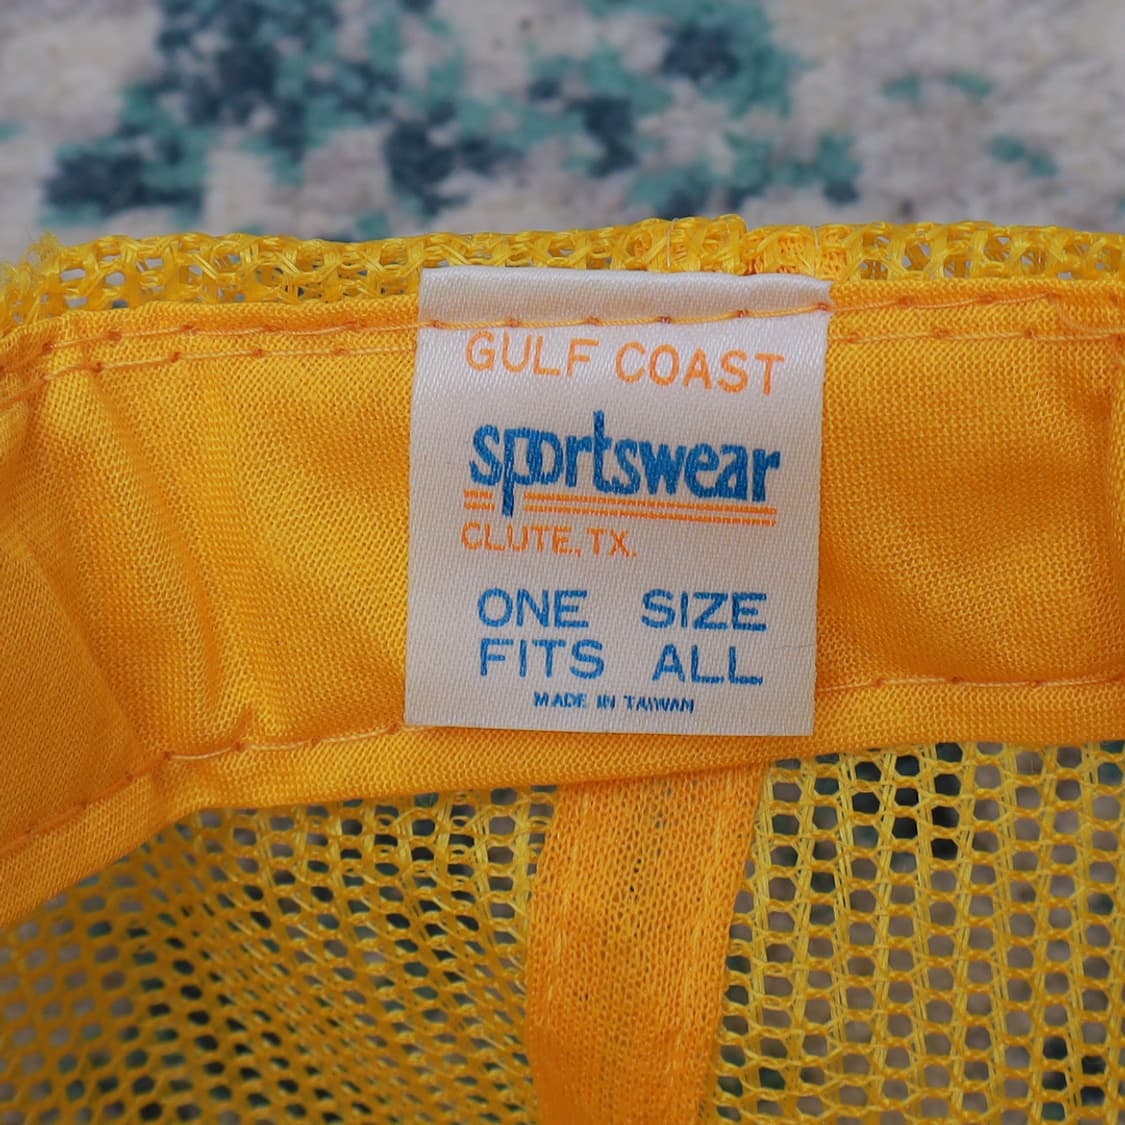 GULF COAST
sportswear
CLUTE, TX.
ONE SIZE
FITS ALL
MADE IN TAIWAN